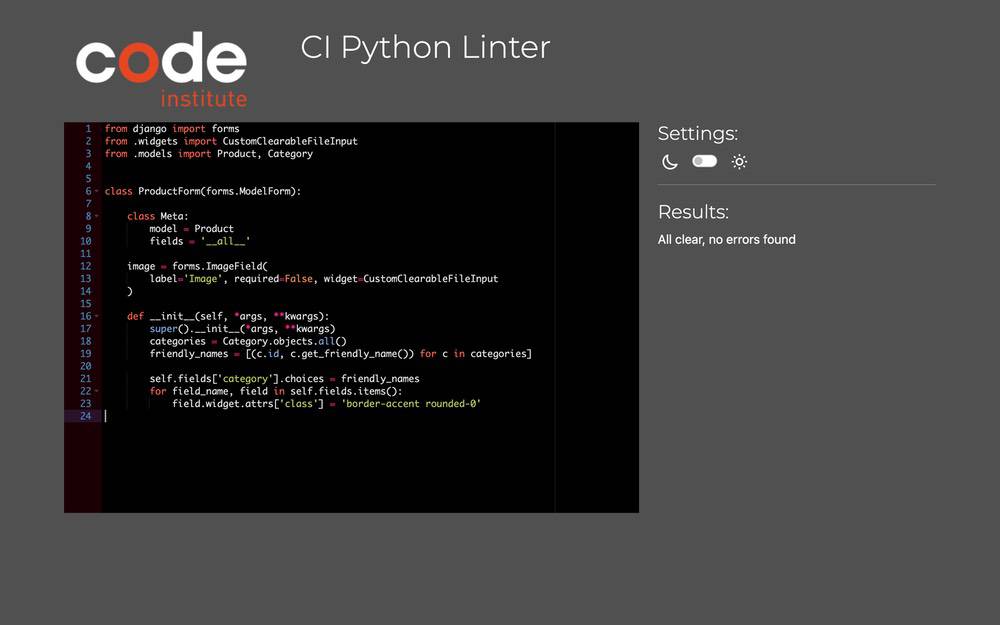 code
institute
CI Python Linter
1 from django import forms
2 from .widgets import CustomClearableFileInput
3 from .models import Product, Category
4
5
6 class ProductForm(forms.ModelForm):
7
8     class Meta:
9         model = Product
10         fields = '__all__'
11
12     image = forms.ImageField(
13         label='Image', required=False, widget=CustomClearableFileInput
14     )
15
16     def __init__(self, *args, **kwargs):
17         super().__init__(*args, **kwargs)
18         categories = Category.objects.all()
19         friendly_names = [(c.id, c.get_friendly_name()) for c in categories]
20
21         self.fields['category'].choices = friendly_names
22         for field_name, field in self.fields.items():
23             field.widget.attrs['class'] = 'border-accent rounded-0'
24
Settings:
Results:
All clear, no errors found